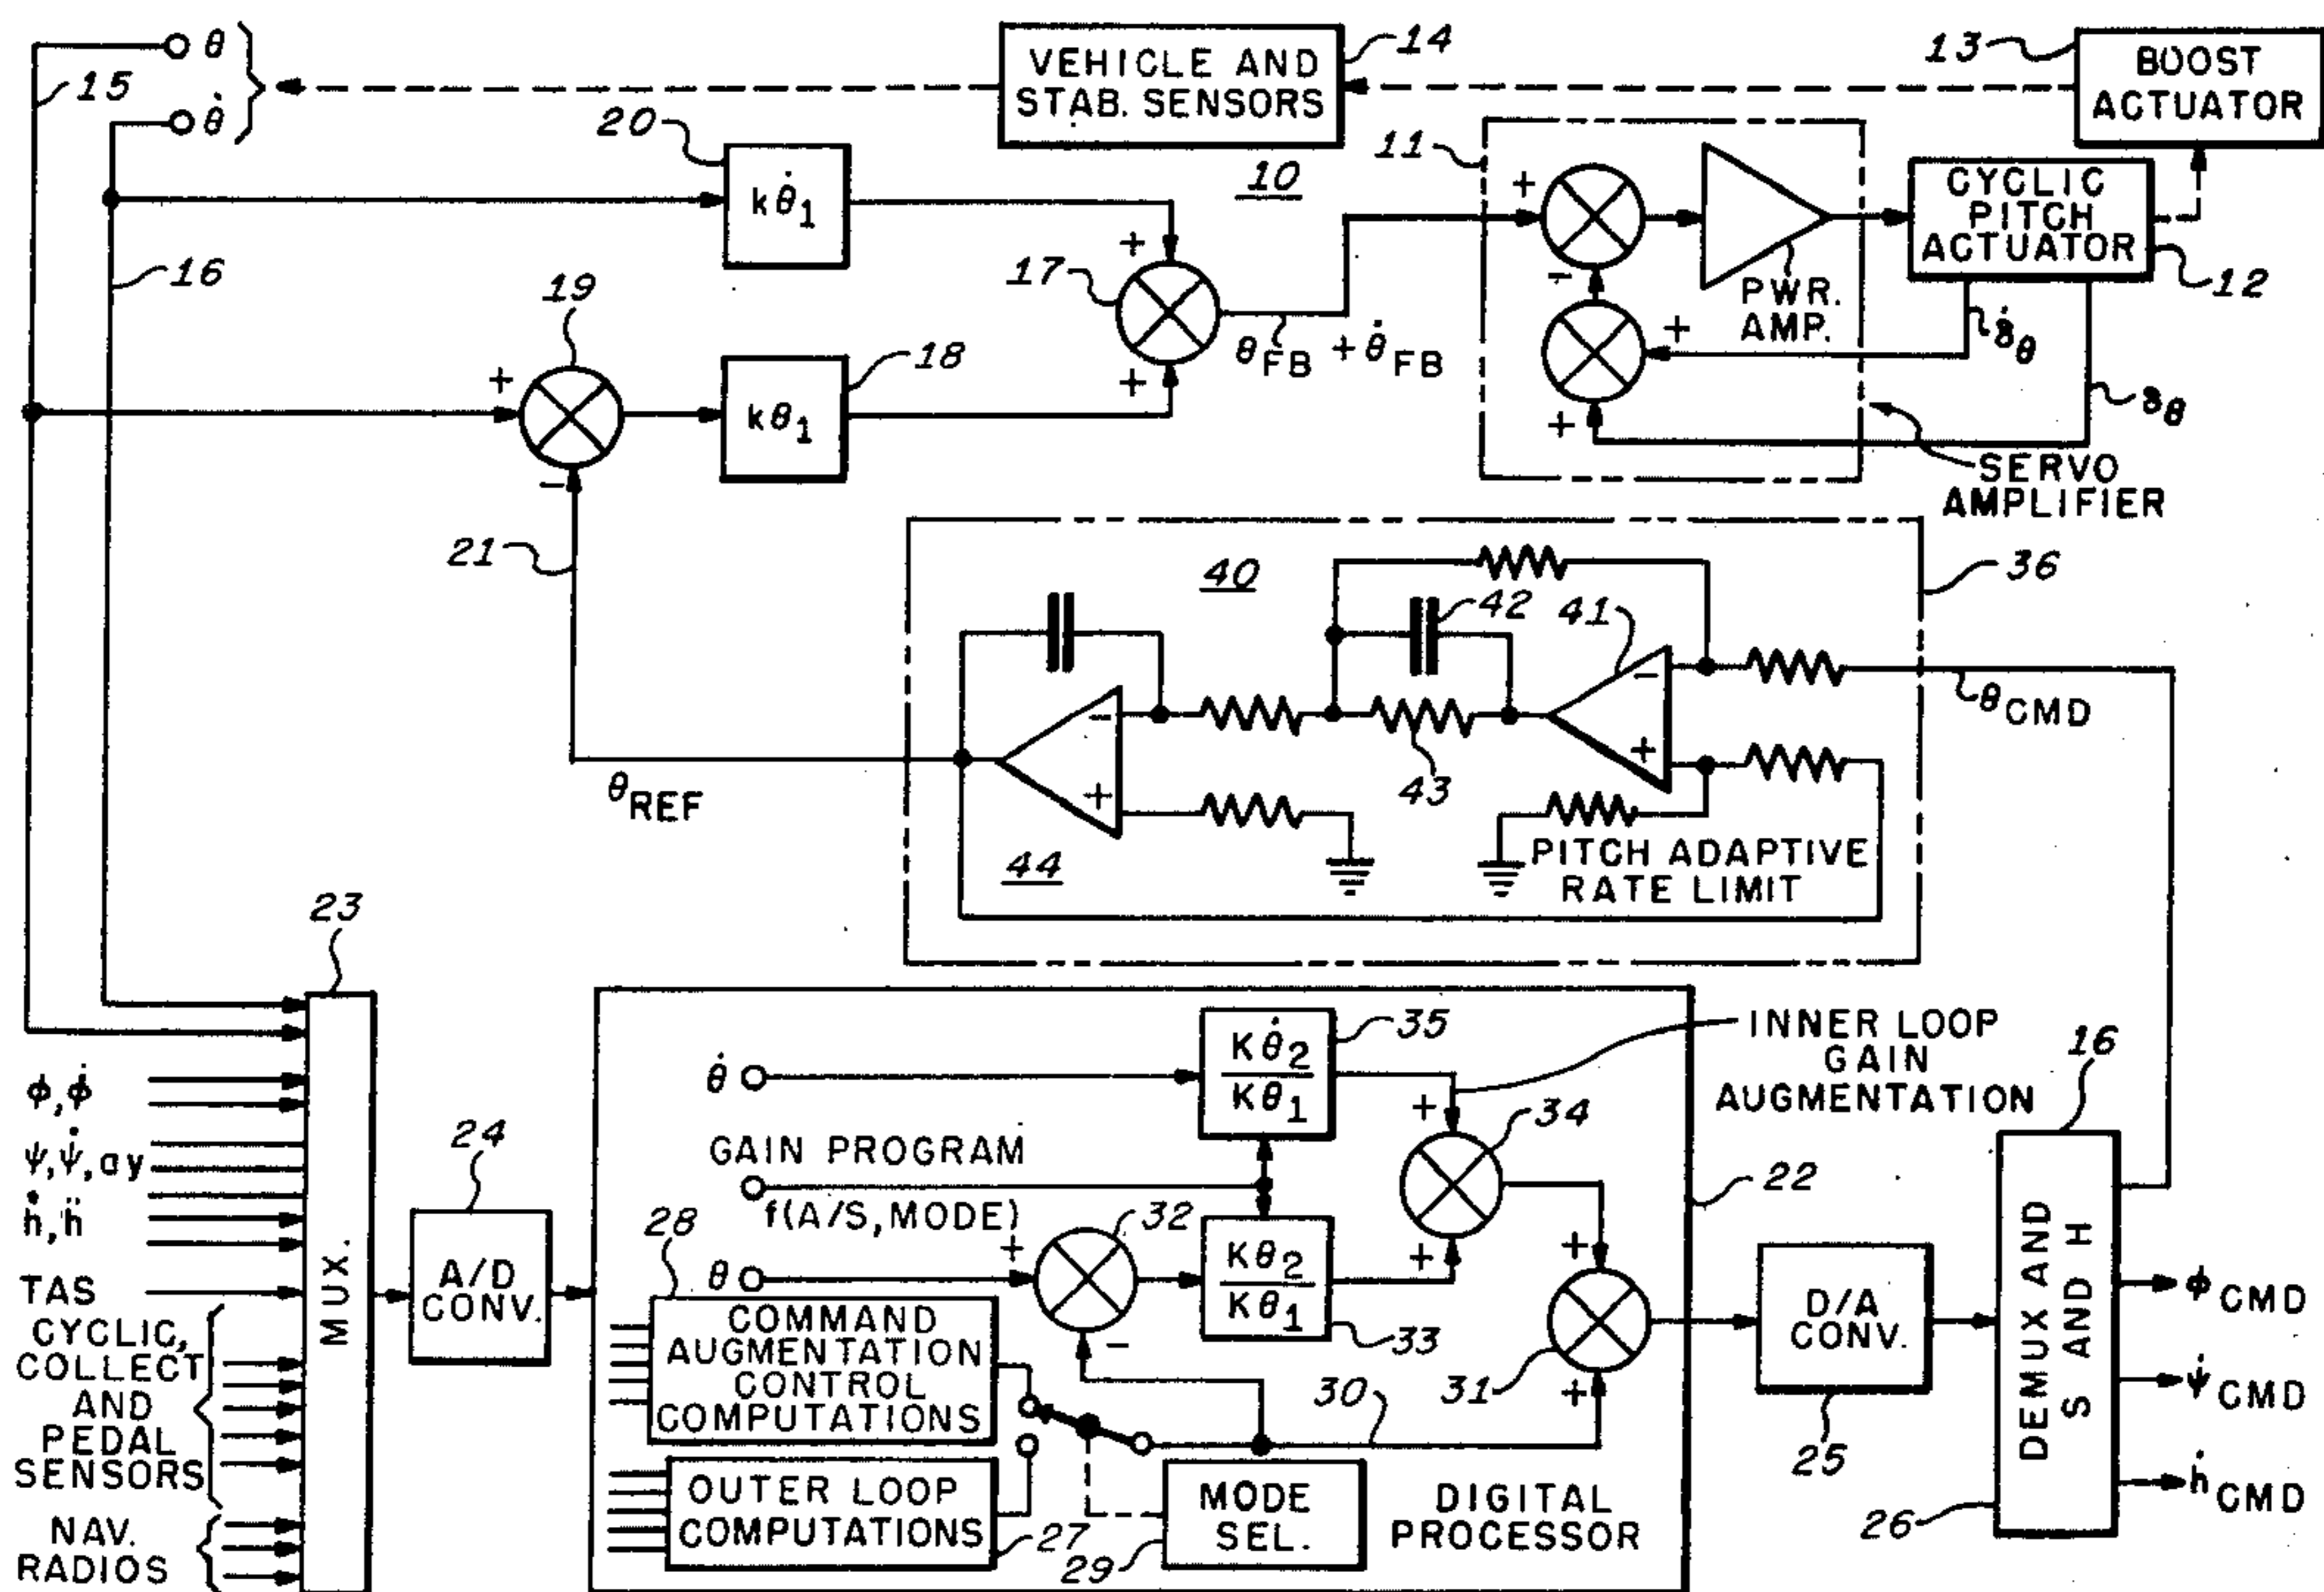 θ
θ̇
15
16
VEHICLE AND
STAB. SENSORS
14
13
BOOST
ACTUATOR
20
kθ̇₁
10
11
+
-
+
+
PWR.
AMP.
CYCLIC
PITCH
ACTUATOR
12
δ̇θ
δθ
SERVO
AMPLIFIER
17
+
+
θFB + θ̇FB
19
+
-
kθ₁
18
21
40
36
42
41
-
+
43
θCMD
-
+
θREF
44
PITCH ADAPTIVE
RATE LIMIT
23
MUX.
ϕ, ϕ̇
ψ, ψ̇, ay
ḣ, ḧ
TAS
CYCLIC,
COLLECT
AND
PEDAL
SENSORS
NAV.
RADIOS
24
A/D
CONV.
θ̇
Kθ̇₂
Kθ₁
35
INNER LOOP
GAIN
AUGMENTATION
GAIN PROGRAM
f(A/S, MODE)
+
+
34
22
28
θ
+
-
32
Kθ₂
Kθ₁
33
COMMAND
AUGMENTATION
CONTROL
COMPUTATIONS
30
31
+
+
OUTER LOOP
COMPUTATIONS
27
MODE
SEL.
29
DIGITAL
PROCESSOR
D/A
CONV.
25
16
DEMUX AND
S AND H
26
ϕCMD
ψ̇CMD
ḣCMD